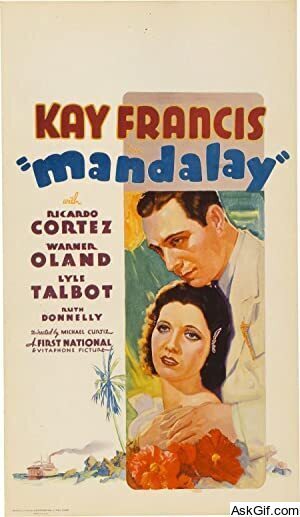 KAY FRANCIS
in
"mandalay"
with
RICARDO
CORTEZ
WARNER
OLAND
LYLE
TALBOT
RUTH
DONNELLY
Directed by MICHAEL CURTIZ
A FIRST NATIONAL
& VITAPHONE PICTURE
AskGif.com